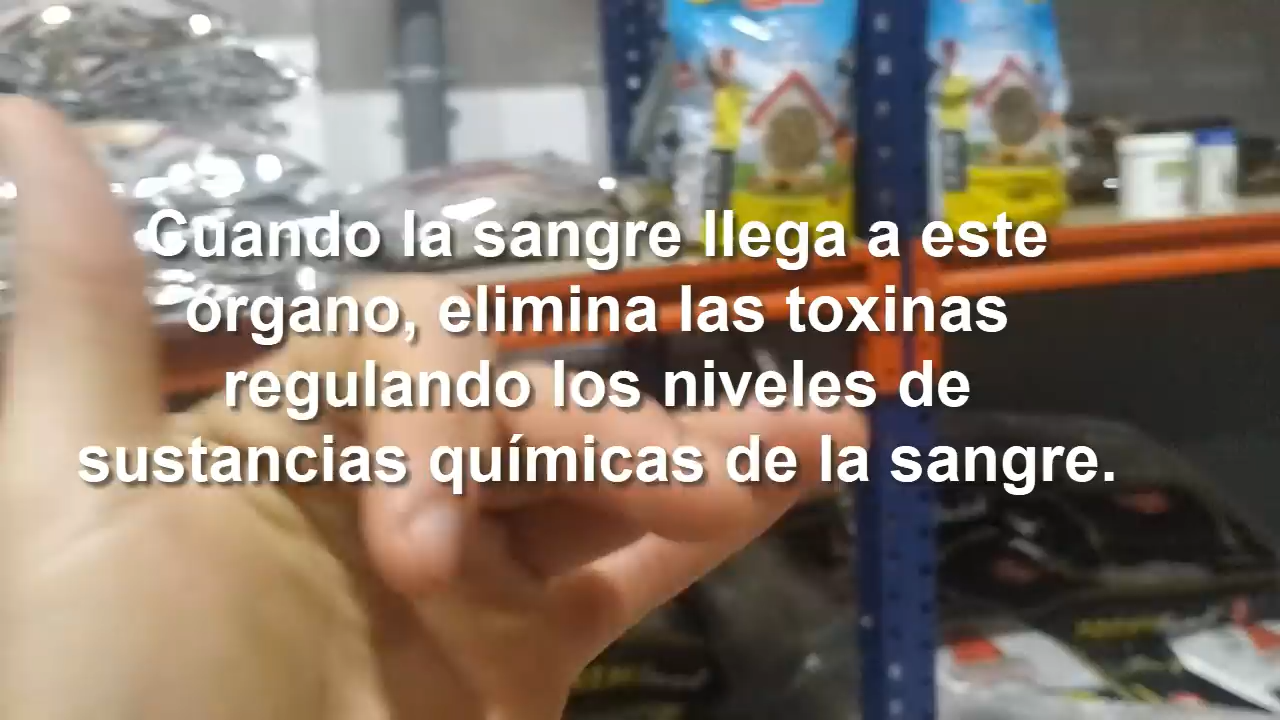 Cuando la sangre llega a este
órgano, elimina las toxinas
regulando los niveles de
sustancias químicas de la sangre.